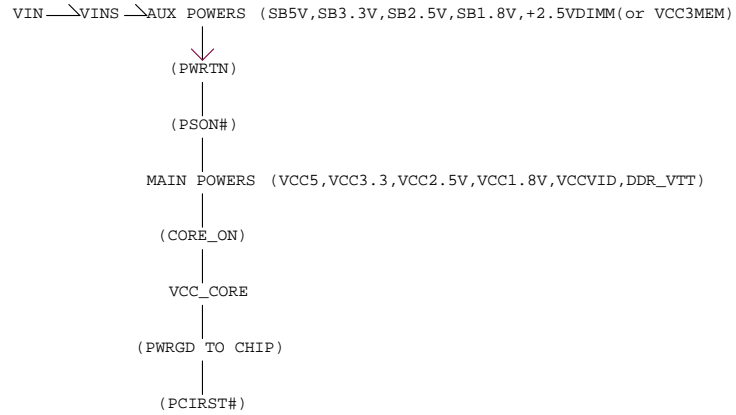 VIN VINS AUX POWERS (SB5V,SB3.3V,SB2.5V,SB1.8V,+2.5VDIMM(or VCC3MEM)
(PWRTN)
(PSON#)
MAIN POWERS (VCC5,VCC3.3,VCC2.5V,VCC1.8V,VCCVID,DDR_VTT)
(CORE_ON)
VCC_CORE
(PWRGD TO CHIP)
(PCIRST#)